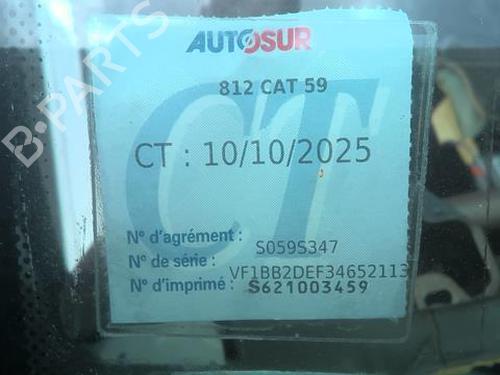 B-PARTS
AUTOSUR
812 CAT 59
CT
CT : 10/10/2025
N° d'agrément : S059S347
N° de série : VF1BB2DEF34652113
N° d'imprimé : S621003459